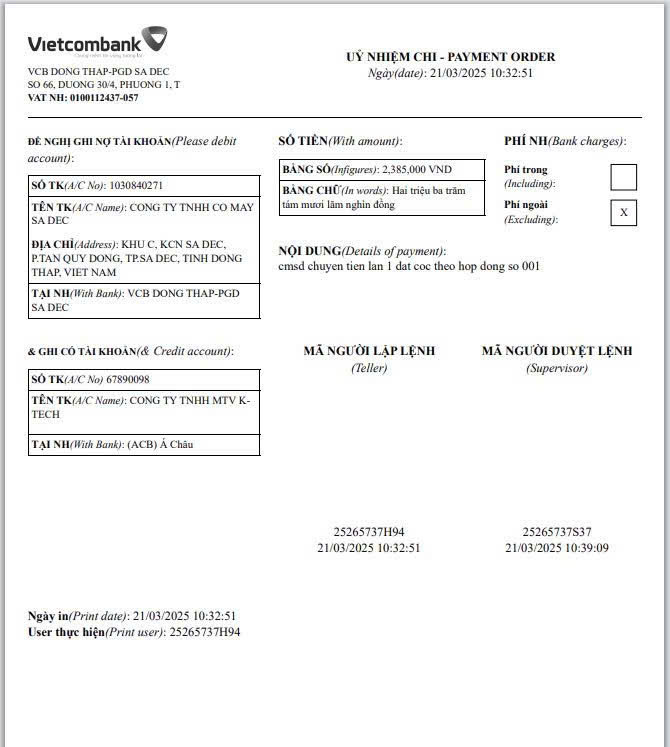 Vietcombank
VCB DONG THAP-PGD SA DEC
SO 66, DUONG 30/4, PHUONG 1, T
VAT NH: 0100112437-057
UỶ NHIỆM CHI - PAYMENT ORDER
Ngày(date): 21/03/2025 10:32:51
ĐỀ NGHỊ GHI NỢ TÀI KHOẢN(Please debit
account):
SỐ TK(A/C No): 1030840271
TÊN TK(A/C Name): CONG TY TNHH CO MAY
SA DEC
ĐỊA CHỈ(Address): KHU C, KCN SA DEC,
P.TAN QUY DONG, TP.SA DEC, TINH DONG
THAP, VIET NAM
TẠI NH(With Bank): VCB DONG THAP-PGD
SA DEC
SỐ TIỀN(With amount):
BẰNG SỐ(Infigures): 2,385,000 VND
BẰNG CHỮ(In words): Hai triệu ba trăm
tám mươi lăm nghìn đồng
PHÍ NH(Bank charges):
Phí trong
(Including):
Phí ngoài
(Excluding):
X
NỘI DUNG(Details of payment):
cmsd chuyen tien lan 1 dat coc theo hop dong so 001
& GHI CÓ TÀI KHOẢN(& Credit account):
SỐ TK(A/C No) 67890098
TÊN TK(A/C Name): CONG TY TNHH MTV K-
TECH
TẠI NH(With Bank): (ACB) Á Châu
MÃ NGƯỜI LẬP LỆNH
(Teller)
MÃ NGƯỜI DUYỆT LỆNH
(Supervisor)
25265737H94
21/03/2025 10:32:51
25265737S37
21/03/2025 10:39:09
Ngày in(Print date): 21/03/2025 10:32:51
User thực hiện(Print user): 25265737H94